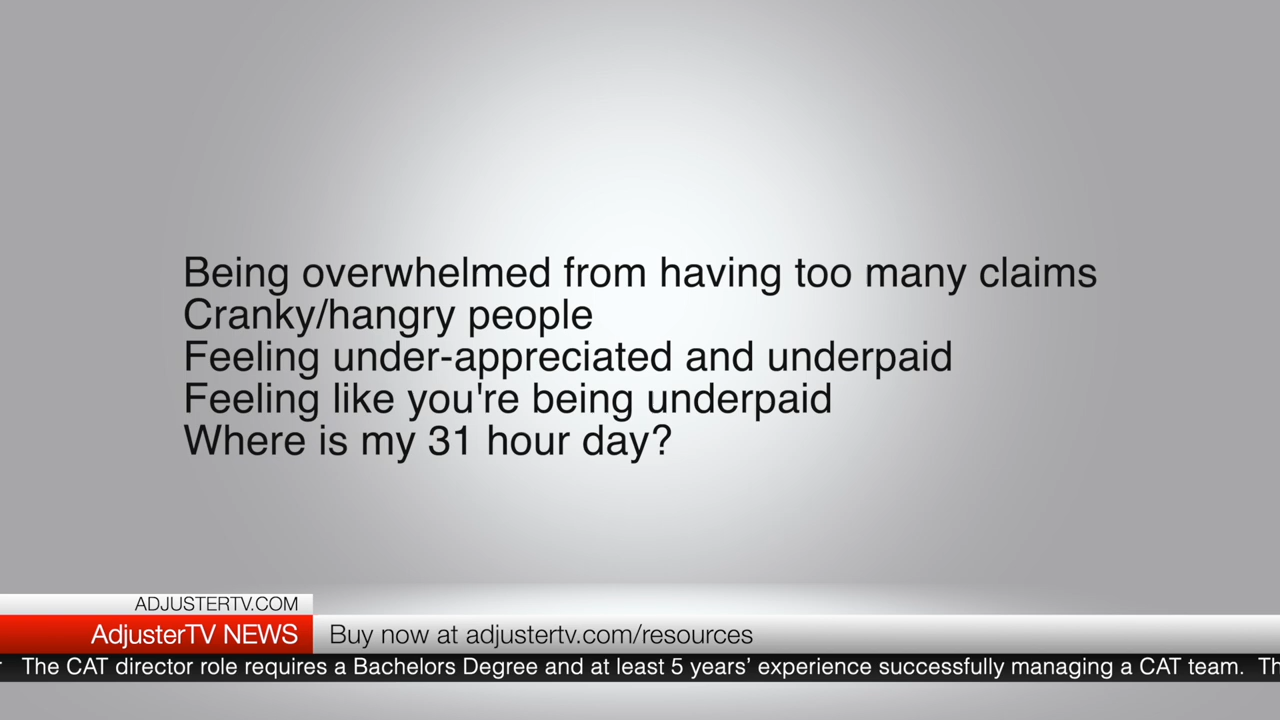 Being overwhelmed from having too many claims
Cranky/hangry people
Feeling under-appreciated and underpaid
Feeling like you're being underpaid
Where is my 31 hour day?
ADJUSTERTV.COM
AdjusterTV NEWS
Buy now at adjustertv.com/resources
The CAT director role requires a Bachelors Degree and at least 5 years’ experience successfully managing a CAT team.